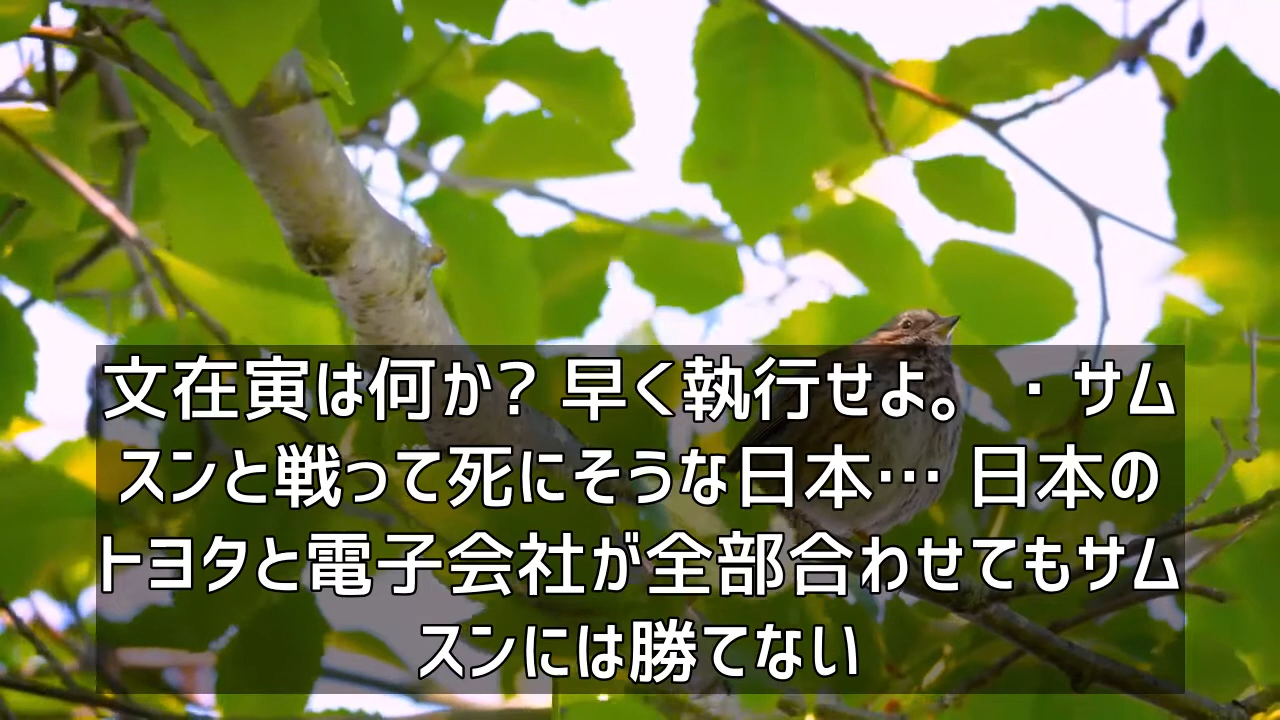 文在寅は何か? 早く執行せよ。 ・サム
スンと戦って死にそうな日本… 日本の
トヨタと電子会社が全部合わせてもサム
スンには勝てない